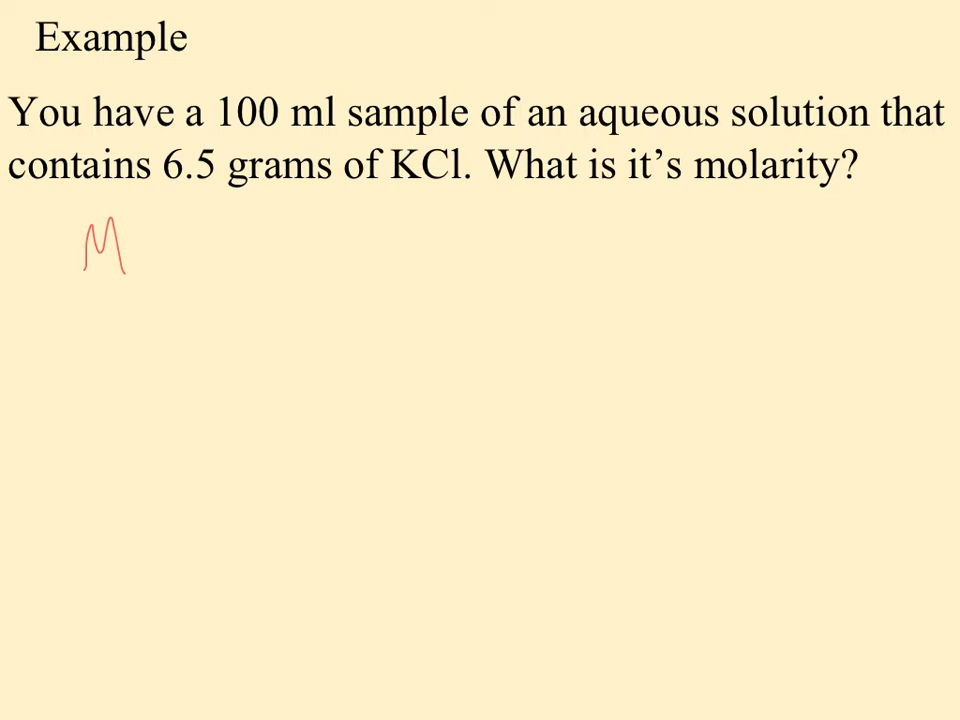 Example
You have a 100 ml sample of an aqueous solution that
contains 6.5 grams of KCl. What is it’s molarity?
M